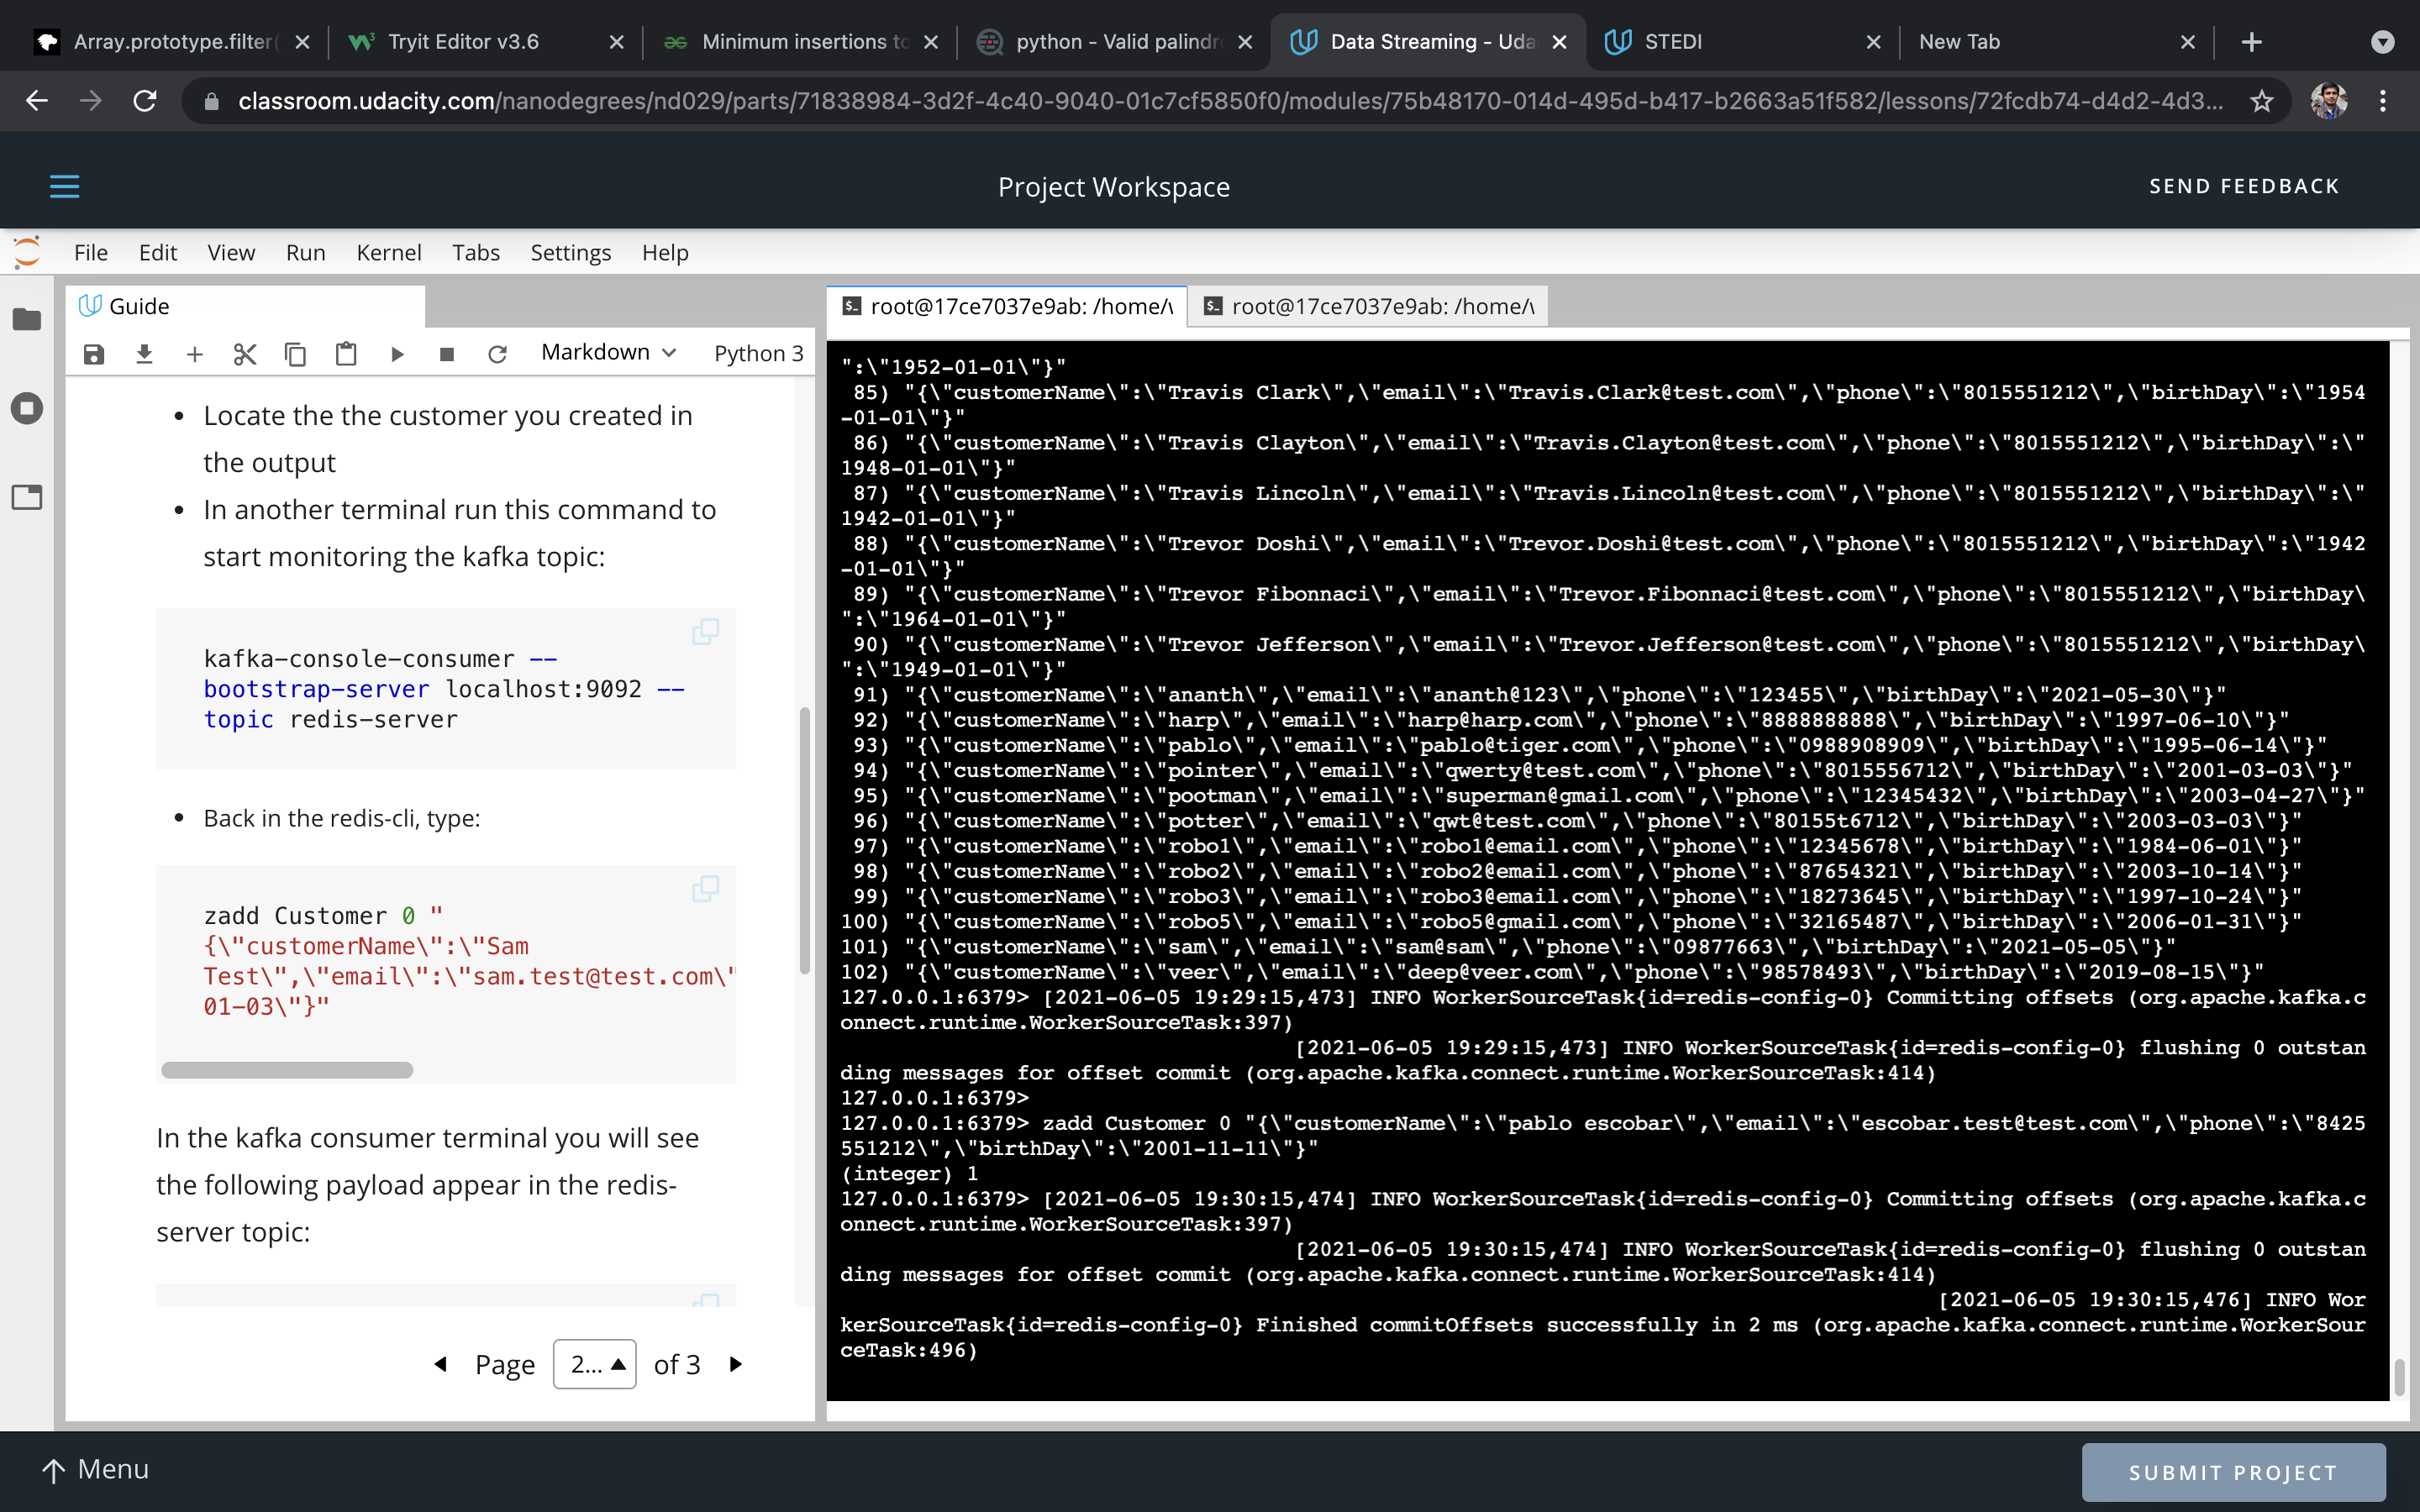 Array.prototype.filter(
Tryit Editor v3.6
Minimum insertions to
python - Valid palindr
Data Streaming - Uda
STEDI
New Tab
classroom.udacity.com/nanodegrees/nd029/parts/71838984-3d2f-4c40-9040-01c7cf5850f0/modules/75b48170-014d-495d-b417-b2663a51f582/lessons/72fcdb74-d4d2-4d3...
Project Workspace
SEND FEEDBACK
File Edit View Run Kernel Tabs Settings Help
Guide
Markdown
Python 3
• Locate the the customer you created in
the output
• In another terminal run this command to
start monitoring the kafka topic:
kafka-console-consumer --
bootstrap-server localhost:9092 --
topic redis-server
• Back in the redis-cli, type:
zadd Customer 0 "
{\"customerName\":\"Sam
Test\",\"email\":\"sam.test@test.com\"
01-03\"}"
In the kafka consumer terminal you will see
the following payload appear in the redis-
server topic:
Page 2... of 3
root@17ce7037e9ab: /home/w
root@17ce7037e9ab: /home/w
":\"1952-01-01\"}"
85) "{\"customerName\":\"Travis Clark\",\"email\":\"Travis.Clark@test.com\",\"phone\":\"8015551212\",\"birthDay\":\"1954
-01-01\"}"
86) "{\"customerName\":\"Travis Clayton\",\"email\":\"Travis.Clayton@test.com\",\"phone\":\"8015551212\",\"birthDay\":\"
1948-01-01\"}"
87) "{\"customerName\":\"Travis Lincoln\",\"email\":\"Travis.Lincoln@test.com\",\"phone\":\"8015551212\",\"birthDay\":\"
1942-01-01\"}"
88) "{\"customerName\":\"Trevor Doshi\",\"email\":\"Trevor.Doshi@test.com\",\"phone\":\"8015551212\",\"birthDay\":\"1942
-01-01\"}"
89) "{\"customerName\":\"Trevor Fibonnaci\",\"email\":\"Trevor.Fibonnaci@test.com\",\"phone\":\"8015551212\",\"birthDay\
":\"1964-01-01\"}"
90) "{\"customerName\":\"Trevor Jefferson\",\"email\":\"Trevor.Jefferson@test.com\",\"phone\":\"8015551212\",\"birthDay\
":\"1949-01-01\"}"
91) "{\"customerName\":\"ananth\",\"email\":\"ananth@123\",\"phone\":\"123455\",\"birthDay\":\"2021-05-30\"}"
92) "{\"customerName\":\"harp\",\"email\":\"harp@harp.com\",\"phone\":\"8888888888\",\"birthDay\":\"1997-06-10\"}"
93) "{\"customerName\":\"pablo\",\"email\":\"pablo@tiger.com\",\"phone\":\"0988908909\",\"birthDay\":\"1995-06-14\"}"
94) "{\"customerName\":\"pointer\",\"email\":\"qwerty@test.com\",\"phone\":\"8015556712\",\"birthDay\":\"2001-03-03\"}"
95) "{\"customerName\":\"pootman\",\"email\":\"superman@gmail.com\",\"phone\":\"12345432\",\"birthDay\":\"2003-04-27\"}"
96) "{\"customerName\":\"potter\",\"email\":\"qwt@test.com\",\"phone\":\"80155t6712\",\"birthDay\":\"2003-03-03\"}"
97) "{\"customerName\":\"robo1\",\"email\":\"robo1@email.com\",\"phone\":\"12345678\",\"birthDay\":\"1984-06-01\"}"
98) "{\"customerName\":\"robo2\",\"email\":\"robo2@email.com\",\"phone\":\"87654321\",\"birthDay\":\"2003-10-14\"}"
99) "{\"customerName\":\"robo3\",\"email\":\"robo3@email.com\",\"phone\":\"18273645\",\"birthDay\":\"1997-10-24\"}"
100) "{\"customerName\":\"robo5\",\"email\":\"robo5@gmail.com\",\"phone\":\"32165487\",\"birthDay\":\"2006-01-31\"}"
101) "{\"customerName\":\"sam\",\"email\":\"sam@sam\",\"phone\":\"09877663\",\"birthDay\":\"2021-05-05\"}"
102) "{\"customerName\":\"veer\",\"email\":\"deep@veer.com\",\"phone\":\"98578493\",\"birthDay\":\"2019-08-15\"}"
127.0.0.1:6379> [2021-06-05 19:29:15,473] INFO WorkerSourceTask{id=redis-config-0} Committing offsets (org.apache.kafka.c
onnect.runtime.WorkerSourceTask:397)
[2021-06-05 19:29:15,473] INFO WorkerSourceTask{id=redis-config-0} flushing 0 outstan
ding messages for offset commit (org.apache.kafka.connect.runtime.WorkerSourceTask:414)
127.0.0.1:6379>
127.0.0.1:6379> zadd Customer 0 "{\"customerName\":\"pablo escobar\",\"email\":\"escobar.test@test.com\",\"phone\":\"8425
551212\",\"birthDay\":\"2001-11-11\"}"
(integer) 1
127.0.0.1:6379> [2021-06-05 19:30:15,474] INFO WorkerSourceTask{id=redis-config-0} Committing offsets (org.apache.kafka.c
onnect.runtime.WorkerSourceTask:397)
[2021-06-05 19:30:15,474] INFO WorkerSourceTask{id=redis-config-0} flushing 0 outstan
ding messages for offset commit (org.apache.kafka.connect.runtime.WorkerSourceTask:414)
[2021-06-05 19:30:15,476] INFO Wor
kerSourceTask{id=redis-config-0} Finished commitOffsets successfully in 2 ms (org.apache.kafka.connect.runtime.WorkerSour
ceTask:496)
Menu
SUBMIT PROJECT